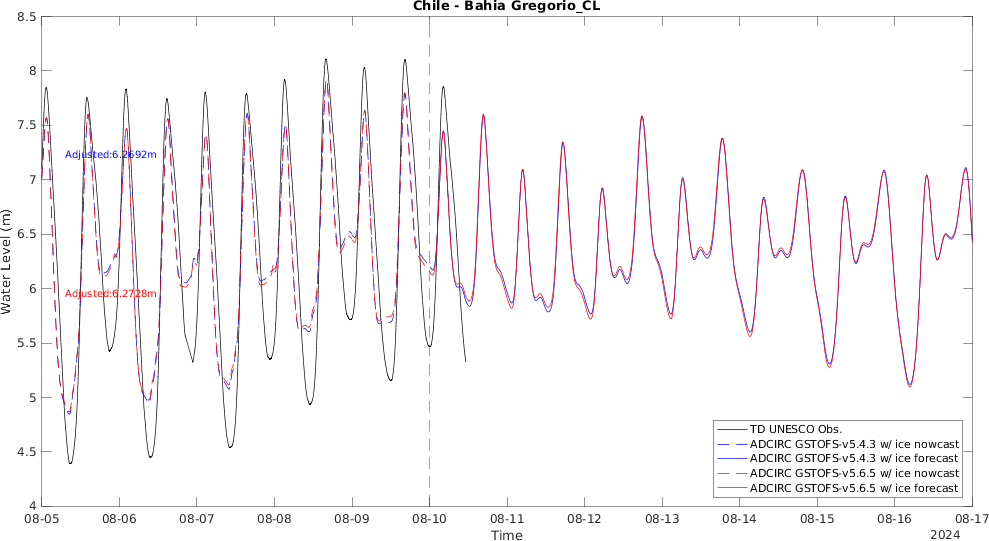 Chile - Bahia Gregorio_CL
8.5
8
7.5
7
6.5
6
5.5
5
4.5
4
Water Level (m)
Adjusted:6.2692m
Adjusted:6.2728m
TD UNESCO Obs.
ADCIRC GSTOFS-v5.4.3 w/ ice nowcast
ADCIRC GSTOFS-v5.4.3 w/ ice forecast
ADCIRC GSTOFS-v5.6.5 w/ ice nowcast
ADCIRC GSTOFS-v5.6.5 w/ ice forecast
08-05 08-06 08-07 08-08 08-09 08-10 08-11 08-12 08-13 08-14 08-15 08-16 08-17
Time
2024